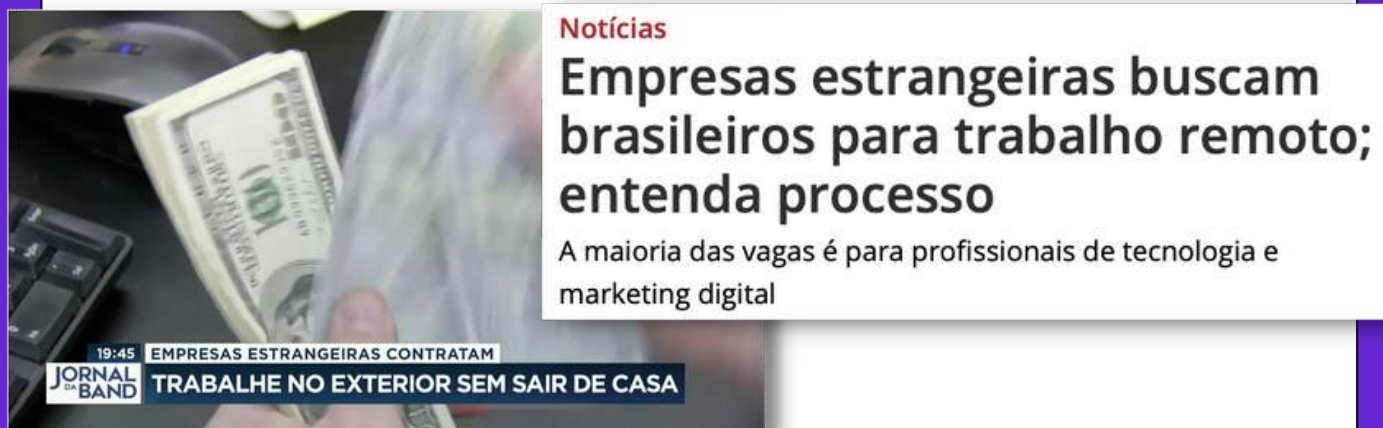 Notícias
Empresas estrangeiras buscam
brasileiros para trabalho remoto;
entenda processo
A maioria das vagas é para profissionais de tecnologia e
marketing digital
19:45 EMPRESAS ESTRANGEIRAS CONTRATAM
JORNAL DA BAND
TRABALHE NO EXTERIOR SEM SAIR DE CASA
100